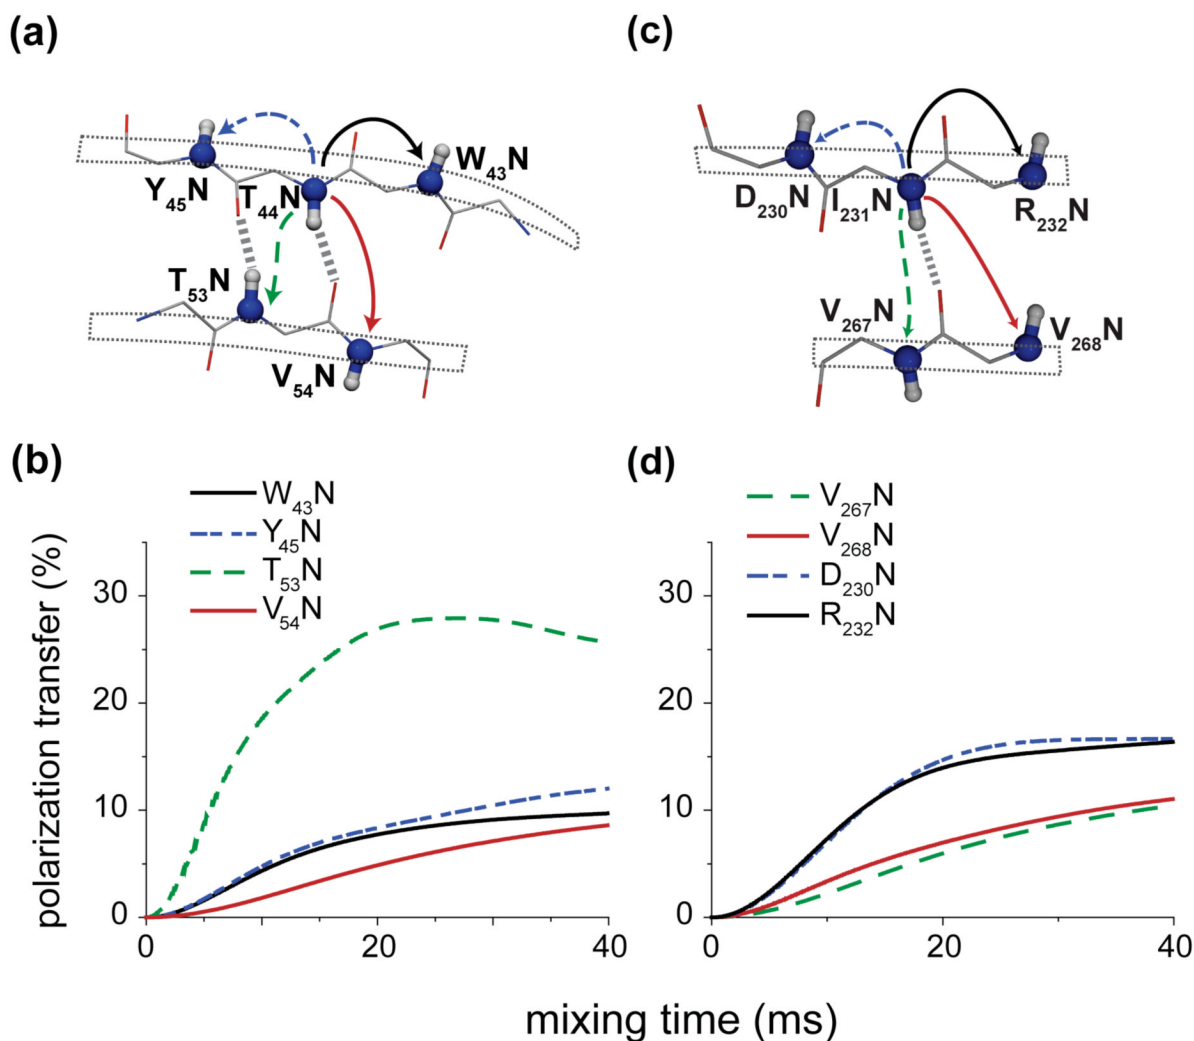 (a)
(c)
W43N
Y45N
T44N
T53N
V54N
D230N
I231N
R232N
V267N
V268N
(b)
(d)
W43N
Y45N
T53N
V54N
V267N
V268N
D230N
R232N
polarization transfer (%)
30
20
10
0
0
20
40
30
20
10
0
0
20
40
mixing time (ms)